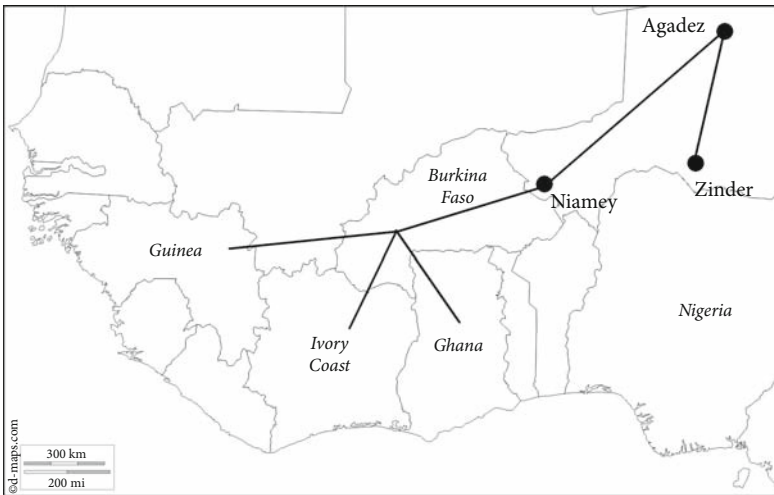 Agadez
Burkina
Faso
Niamey
Zinder
Guinea
Nigeria
Ivory
Coast
Ghana
300 km
200 mi
©d-maps.com